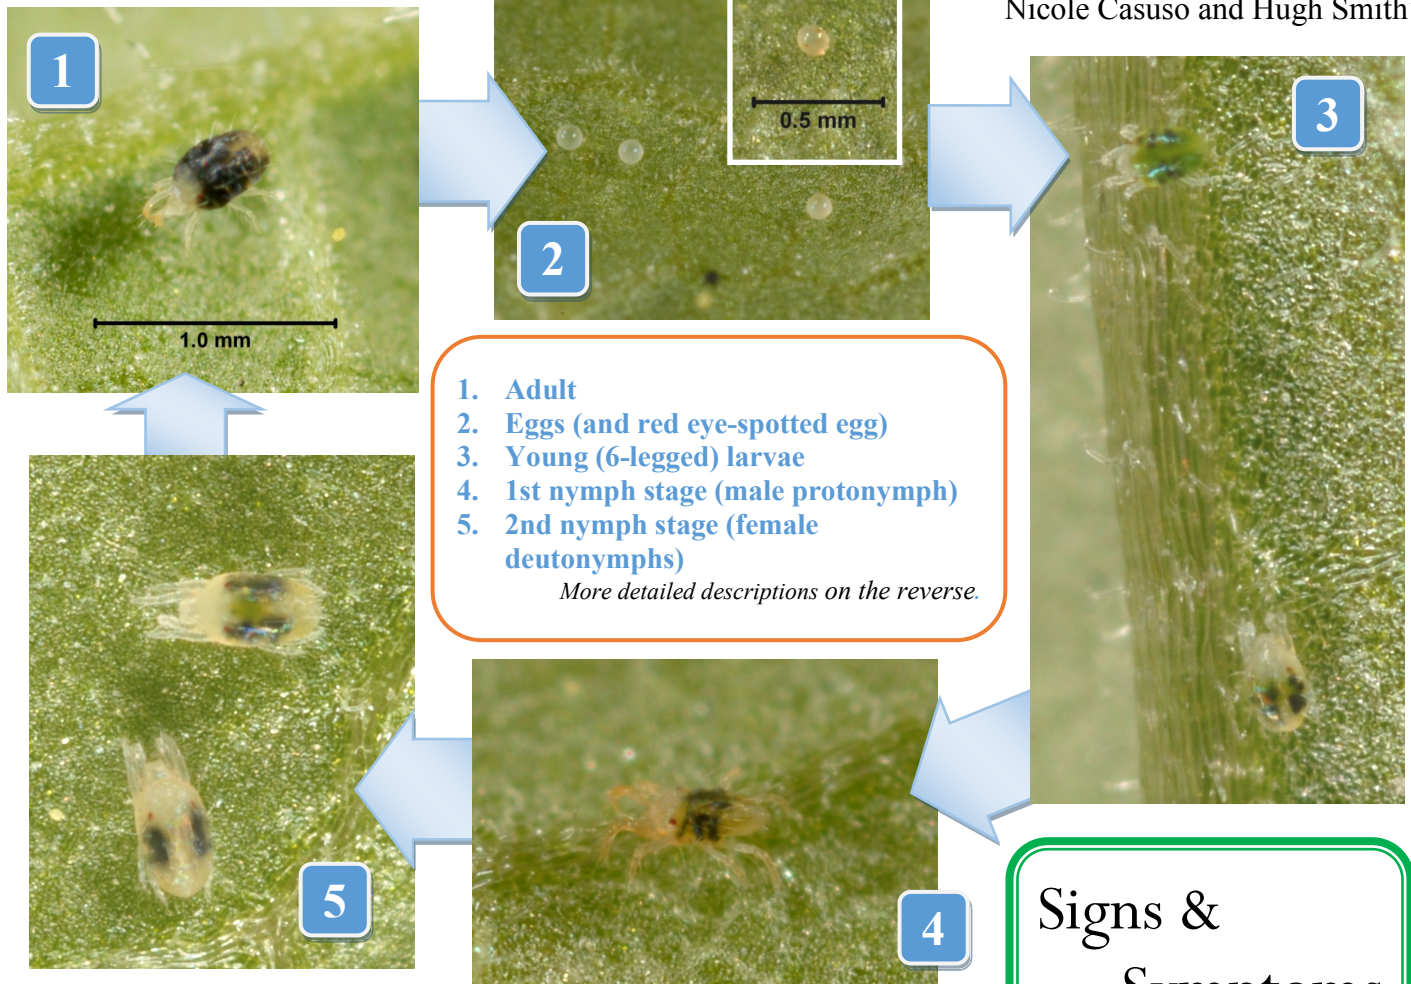 Nicole Casuso and Hugh Smith
1
1.0 mm
0.5 mm
2
3
1. Adult
2. Eggs (and red eye-spotted egg)
3. Young (6-legged) larvae
4. 1st nymph stage (male protonymph)
5. 2nd nymph stage (female
deutonymphs)
More detailed descriptions on the reverse.
5
4
Signs &
Symptoms